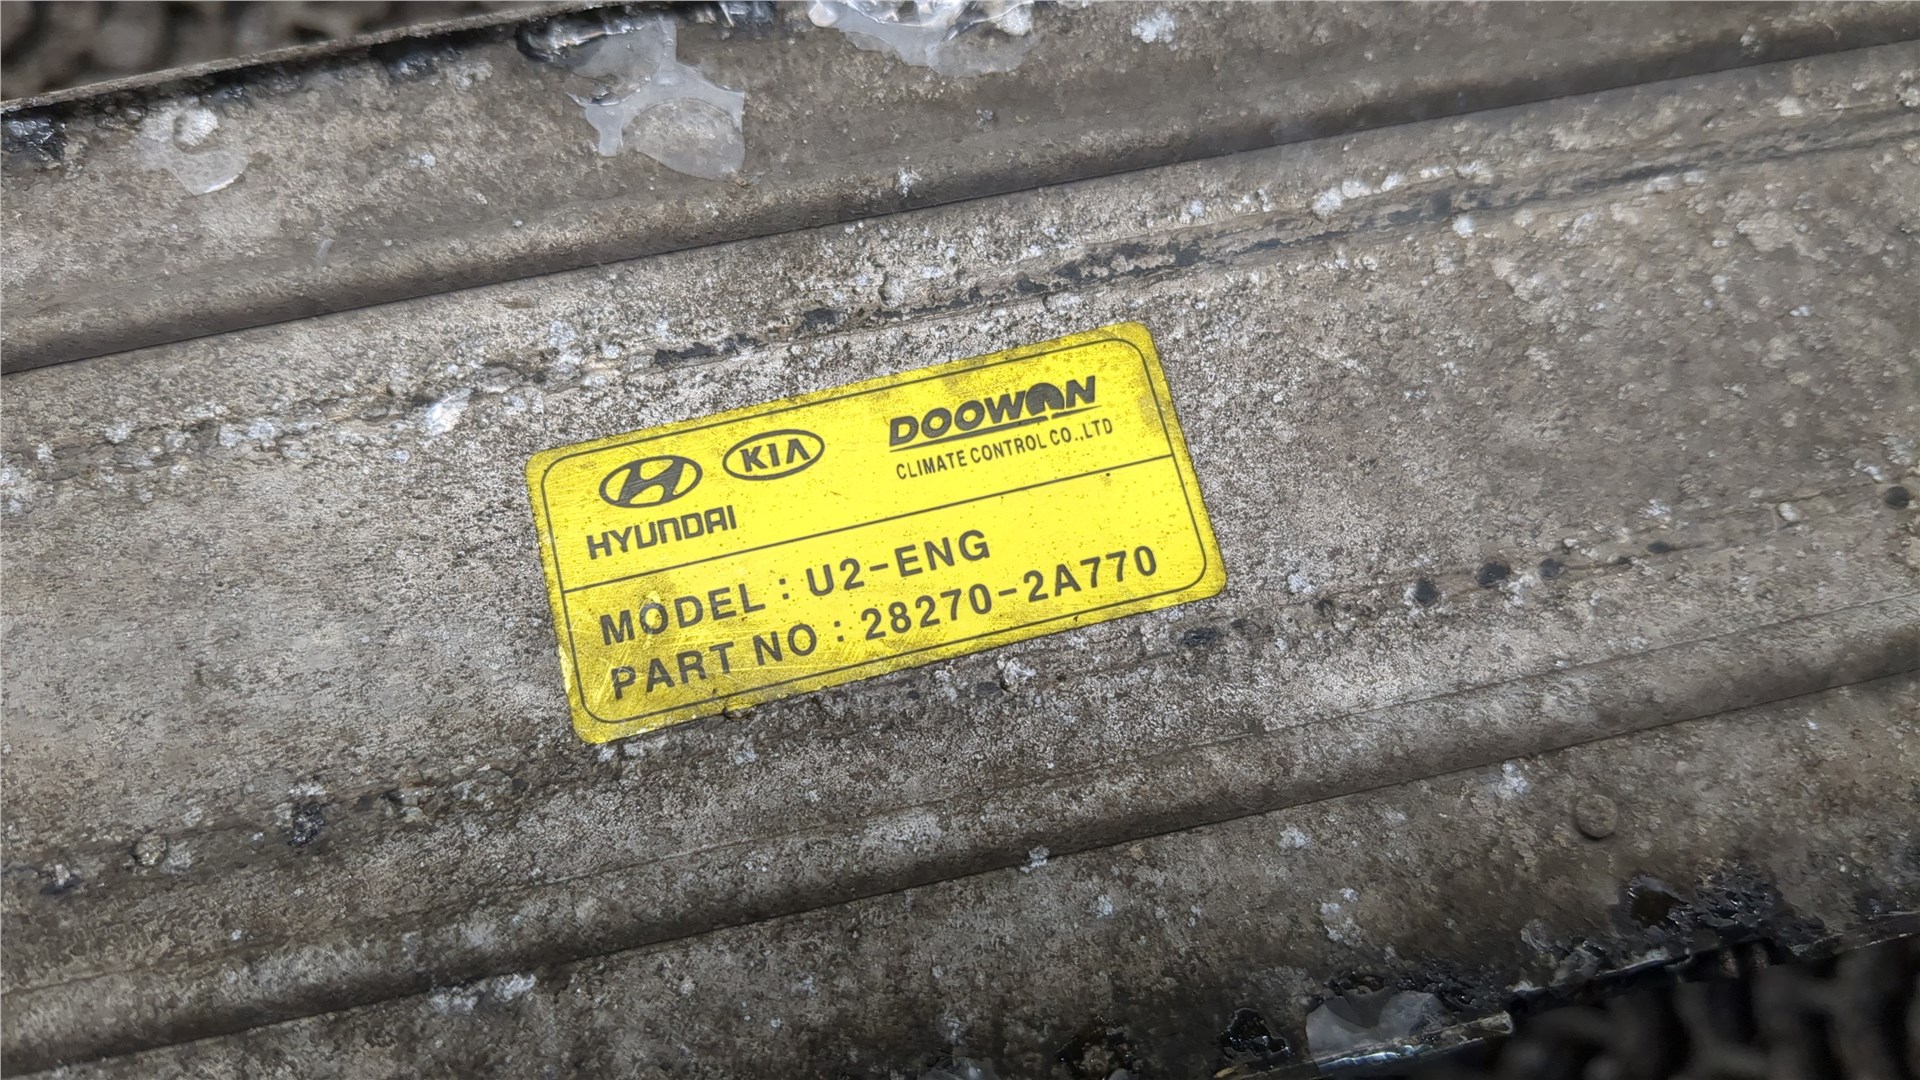 KIA
DOOWON
CLIMATE CONTROL CO.,LTD
HYUNDAI
MODEL : U2-ENG
PART NO : 28270-2A770